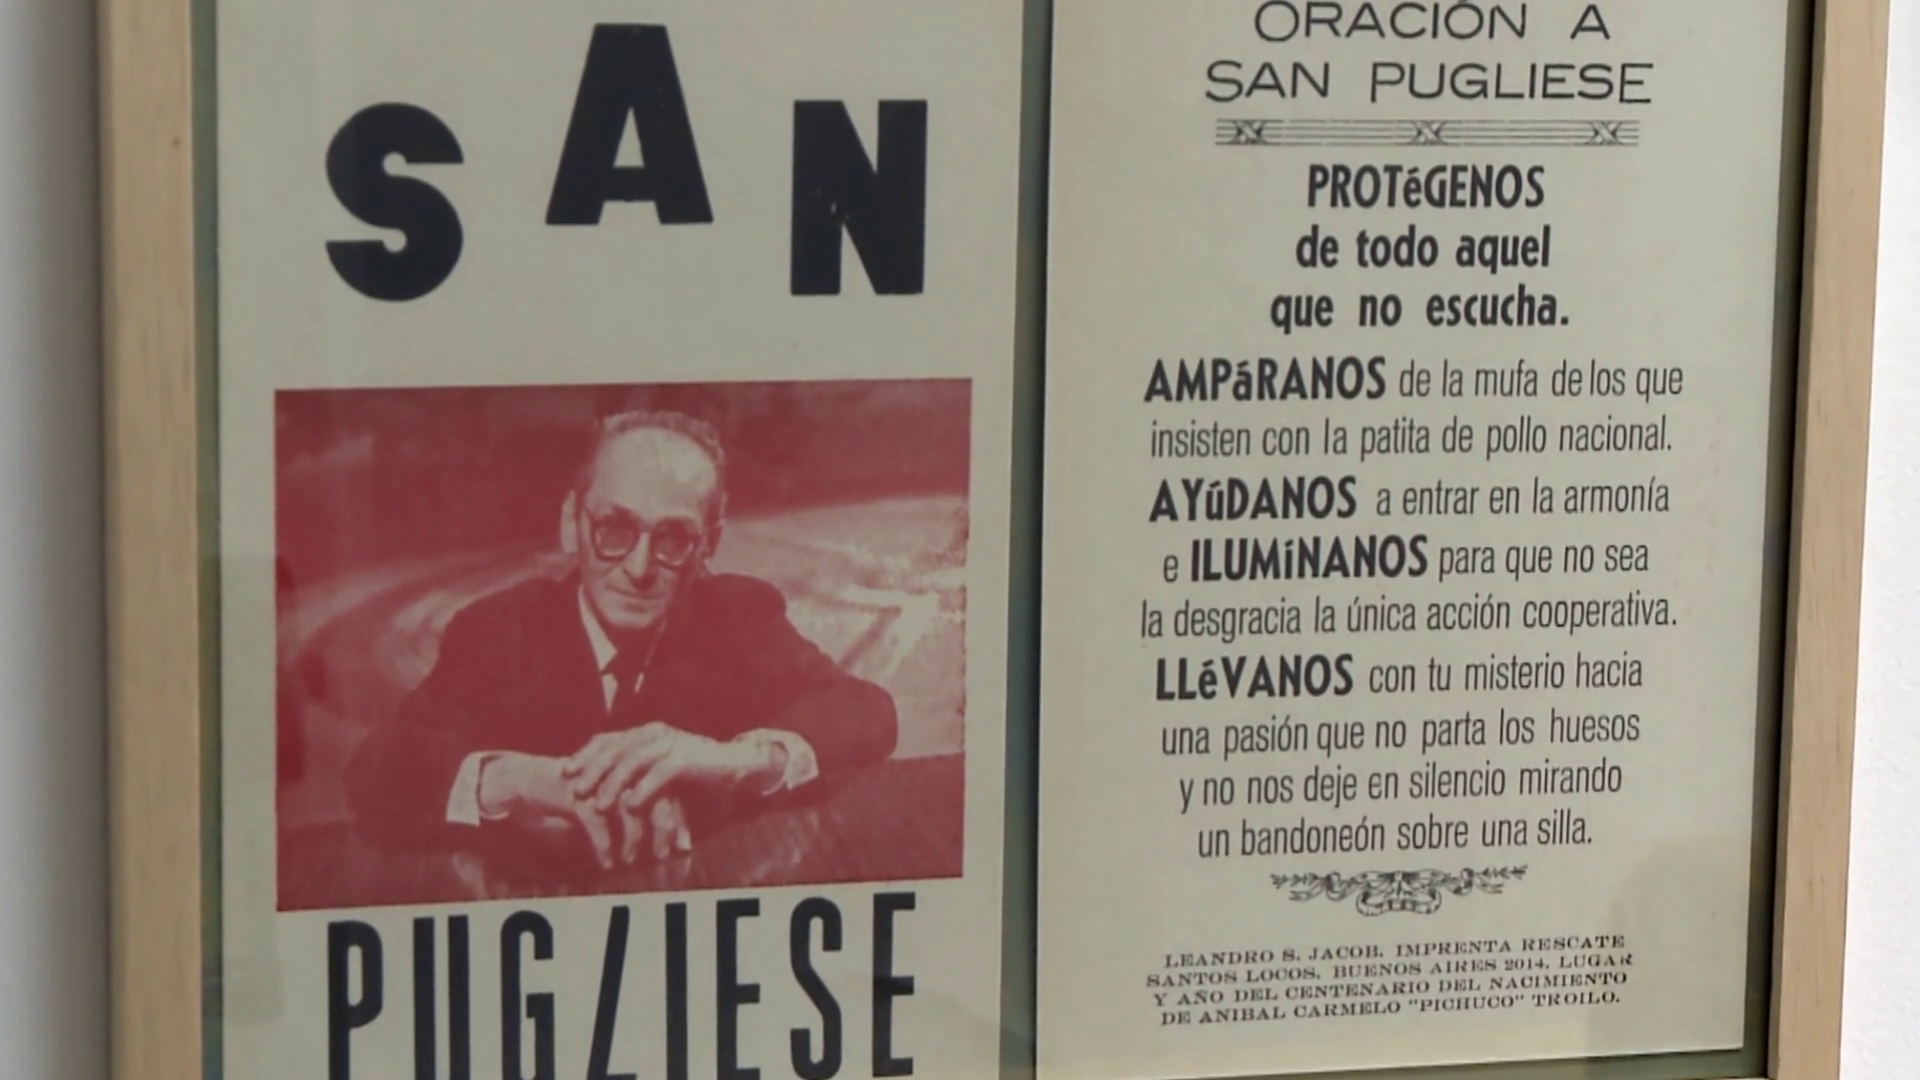 SAN
PUGLIESE
ORACIÓN A
SAN PUGLIESE
PROTéGENOS
de todo aquel
que no escucha.
AMPáRANOS de la mufa de los que
insisten con la patita de pollo nacional.
AYúDANOS a entrar en la armonía
e ILUMíNANOS para que no sea
la desgracia la única acción cooperativa.
LLéVANOS con tu misterio hacia
una pasión que no parta los huesos
y no nos deje en silencio mirando
un bandoneón sobre una silla.
LEANDRO S. JACOB. IMPRENTA RESCATE
SANTOS LOCOS. BUENOS AIRES 2014. LUGAR
Y AÑO DEL CENTENARIO DEL NACIMIENTO
DE ANIBAL CARMELO "PICHUCO" TROILO.